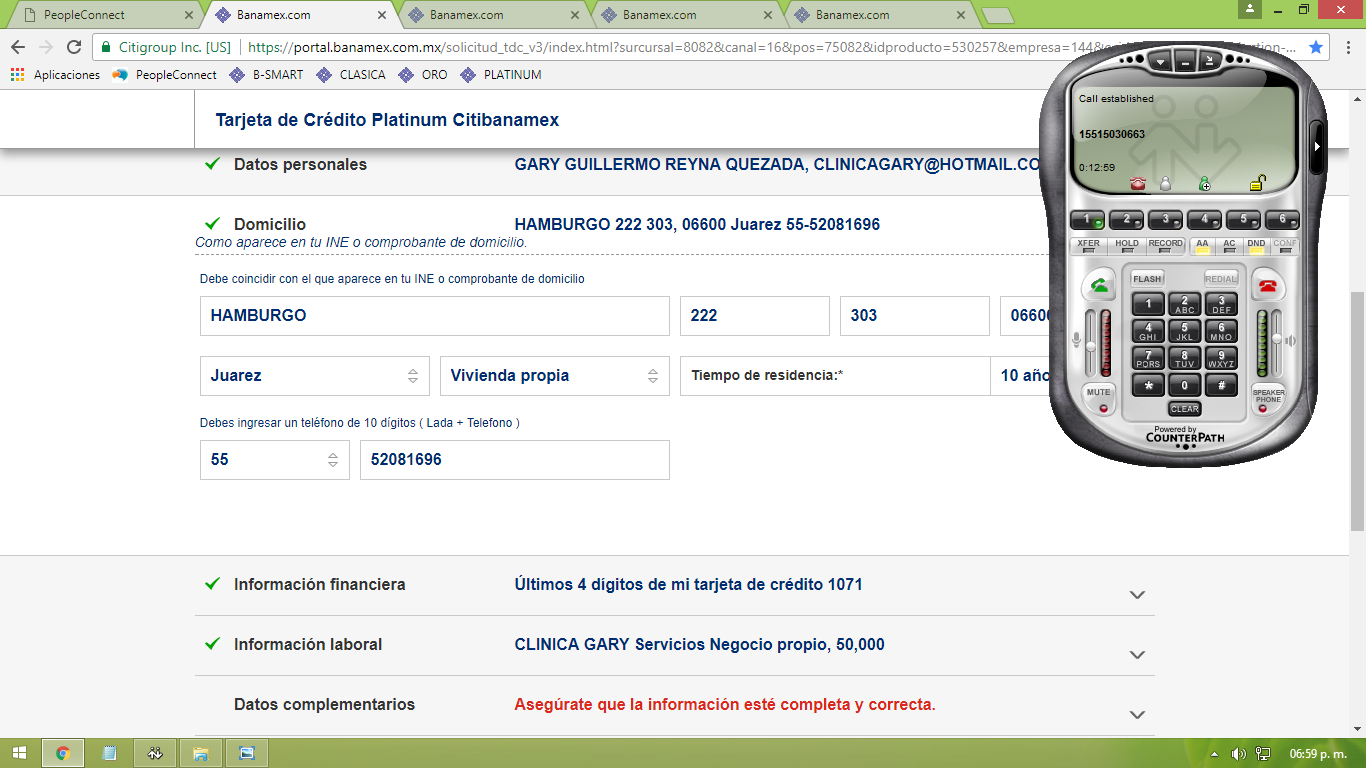 PeopleConnect
Banamex.com
Banamex.com
Banamex.com
Banamex.com
Citigroup Inc. [US]
https://portal.banamex.com.mx/solicitud_tdc_v3/index.html?surcursal=8082&canal=16&pos=75082&idproducto=530257&empresa=144
Aplicaciones PeopleConnect B-SMART CLASICA ORO PLATINUM
Tarjeta de Crédito Platinum Citibanamex
Datos personales GARY GUILLERMO REYNA QUEZADA, CLINICAGARY@HOTMAIL.CO
Domicilio HAMBURGO 222 303, 06600 Juarez 55-52081696
Como aparece en tu INE o comprobante de domicilio.
Debe coincidir con el que aparece en tu INE o comprobante de domicilio
HAMBURGO 222 303 0660
Juarez Vivienda propia Tiempo de residencia:* 10 año
Debes ingresar un teléfono de 10 dígitos ( Lada + Telefono )
55 52081696
Información financiera Últimos 4 dígitos de mi tarjeta de crédito 1071
Información laboral CLINICA GARY Servicios Negocio propio, 50,000
Datos complementarios Asegúrate que la información esté completa y correcta.
Call established
15515030663
0:12:59
1 2 3 4 5 6
XFER HOLD RECORD AA AC DND CONF
FLASH REDIAL
1 2 ABC 3 DEF
4 GHI 5 JKL 6 MNO
7 PQRS 8 TUV 9 WXYZ
* 0 #
MUTE
SPEAKER
PHONE
CLEAR
Powered by
COUNTERPATH
06:59 p. m.